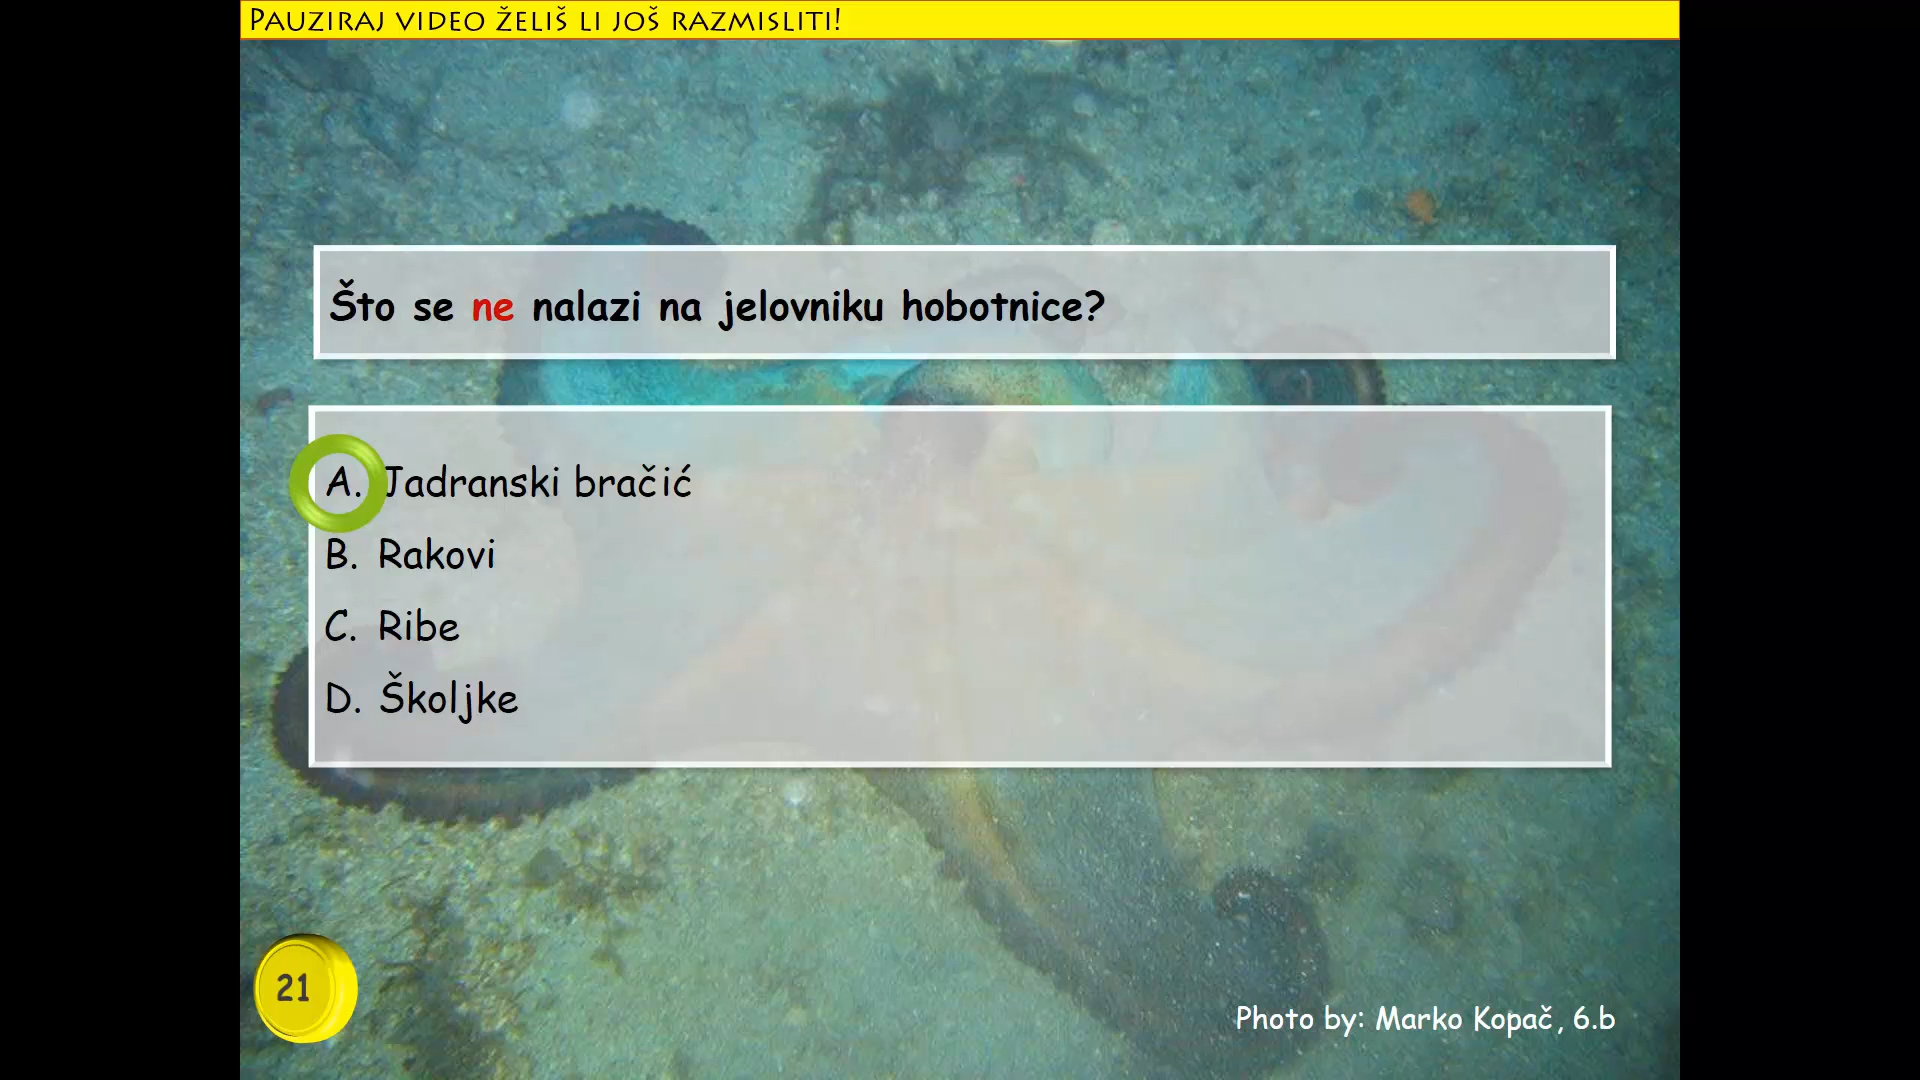 PAUZIRAJ VIDEO ŽELIŠ LI JOŠ RAZMISLITI!
Što se ne nalazi na jelovniku hobotnice?
A. Jadranski bračić
B. Rakovi
C. Ribe
D. Školjke
21
Photo by: Marko Kopač, 6.b